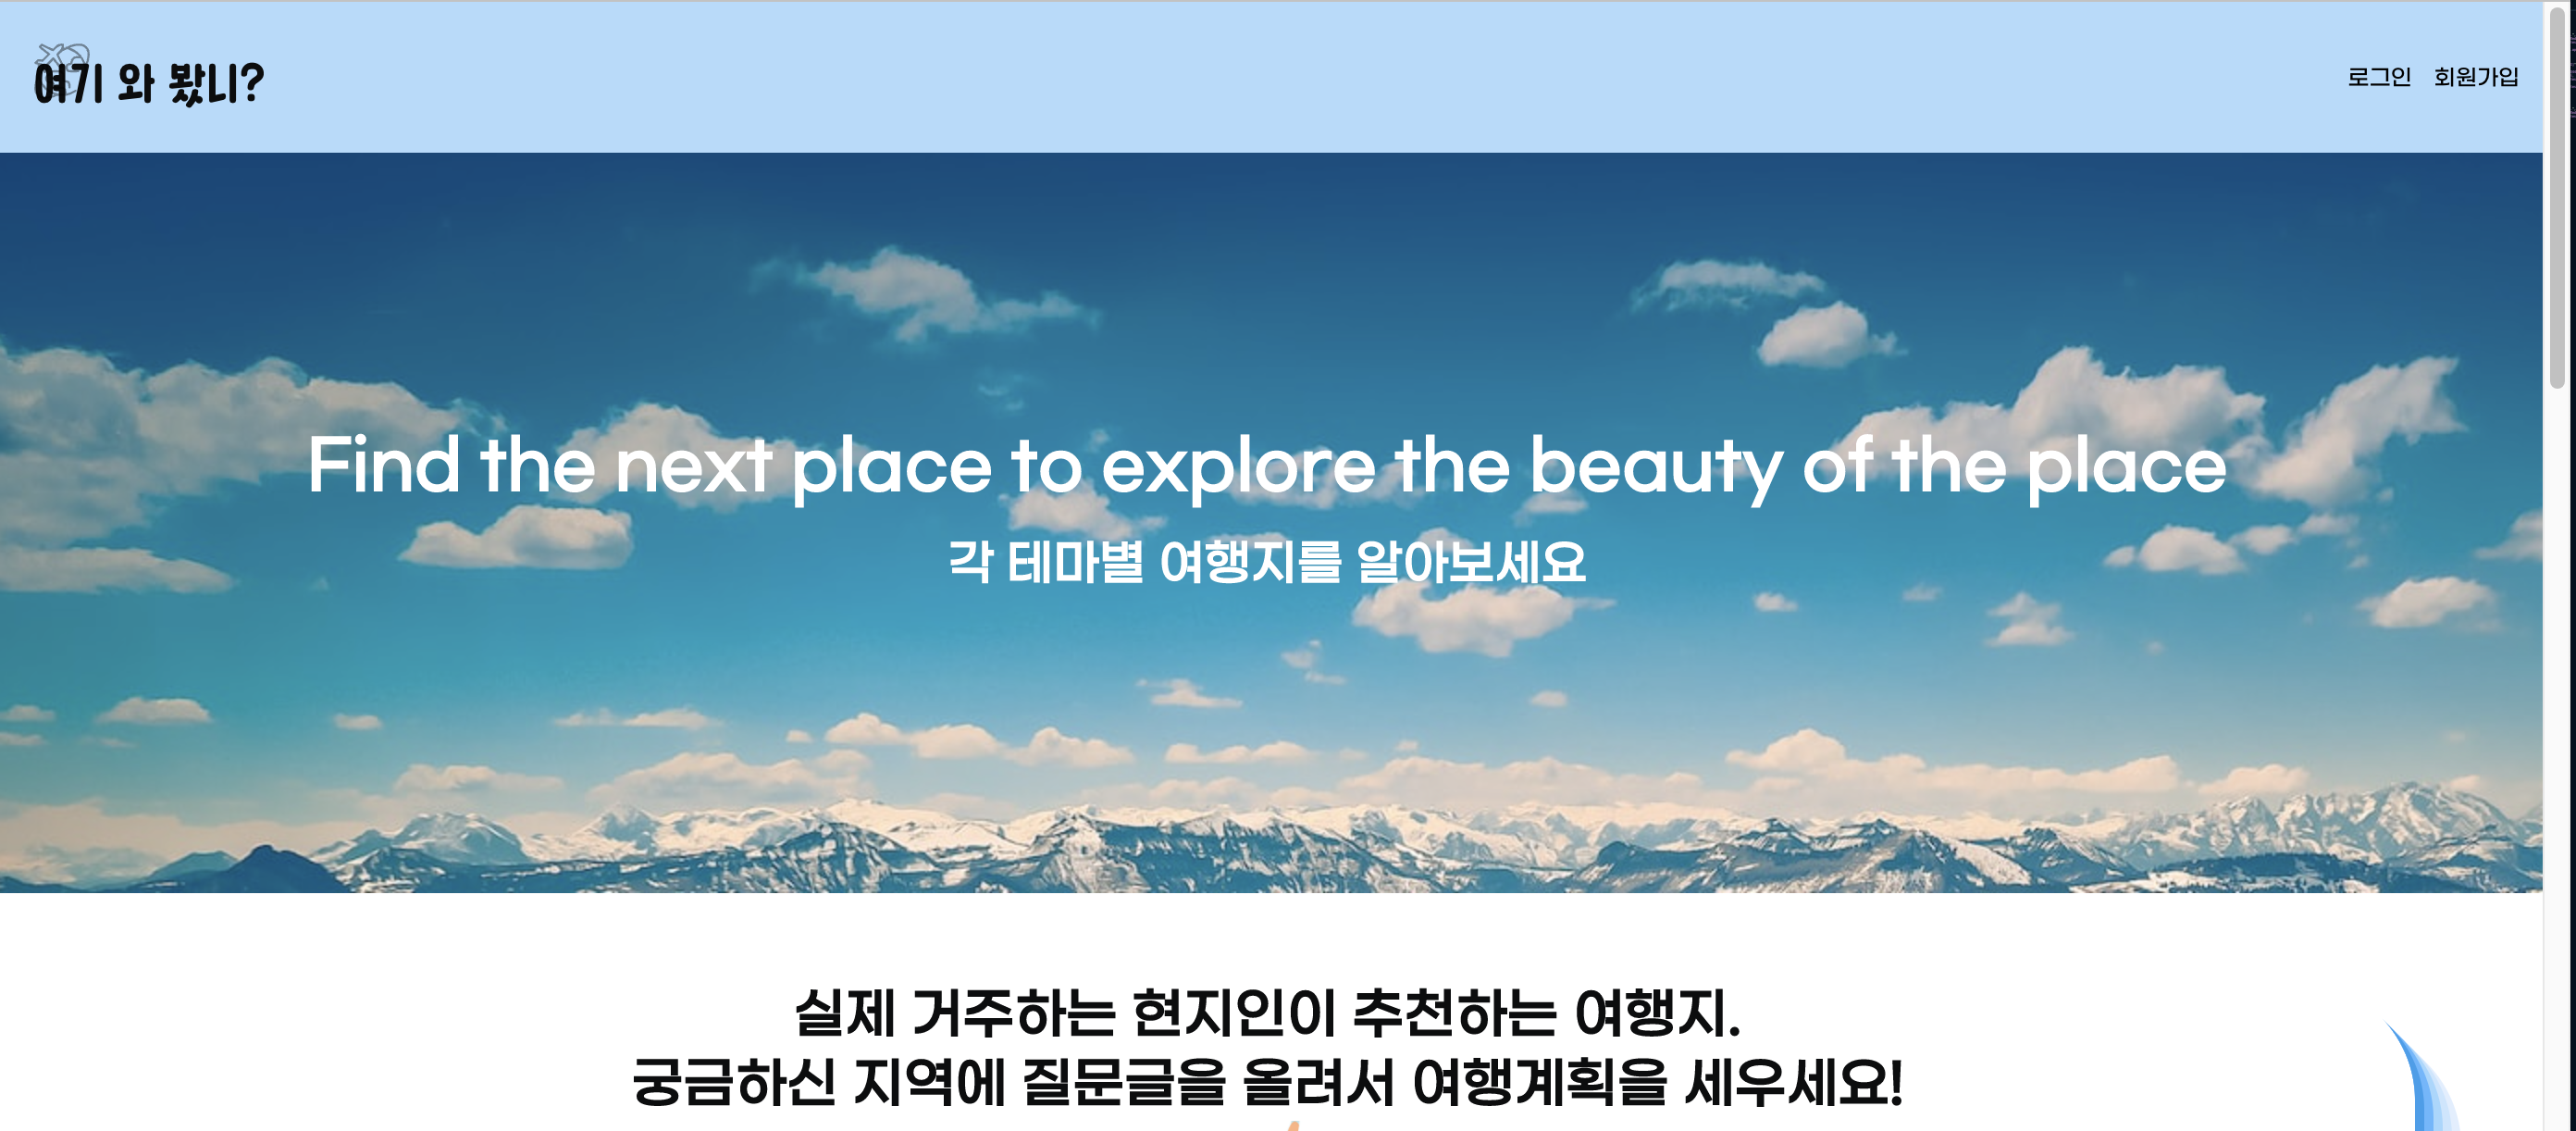 여기 와 봤니?
로그인 회원가입
Find the next place to explore the beauty of the place
각 테마별 여행지를 알아보세요
실제 거주하는 현지인이 추천하는 여행지.
궁금하신 지역에 질문글을 올려서 여행계획을 세우세요!